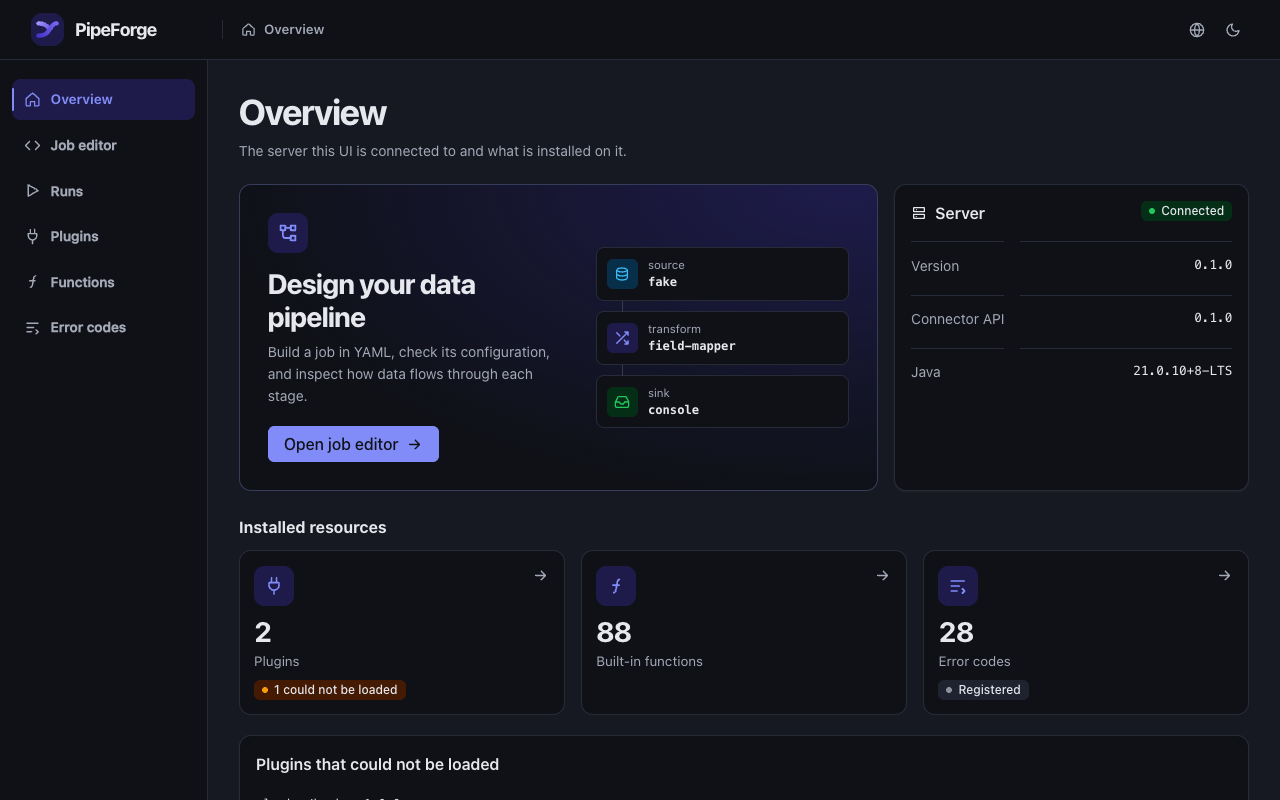 PipeForge
Overview
Overview
Job editor
Runs
Plugins
Functions
Error codes
Overview
The server this UI is connected to and what is installed on it.
Design your data
pipeline
Build a job in YAML, check its configuration,
and inspect how data flows through each
stage.
Open job editor
source
fake
transform
field-mapper
sink
console
Server
Connected
Version
0.1.0
Connector API
0.1.0
Java
21.0.10+8-LTS
Installed resources
2
Plugins
1 could not be loaded
88
Built-in functions
28
Error codes
Registered
Plugins that could not be loaded